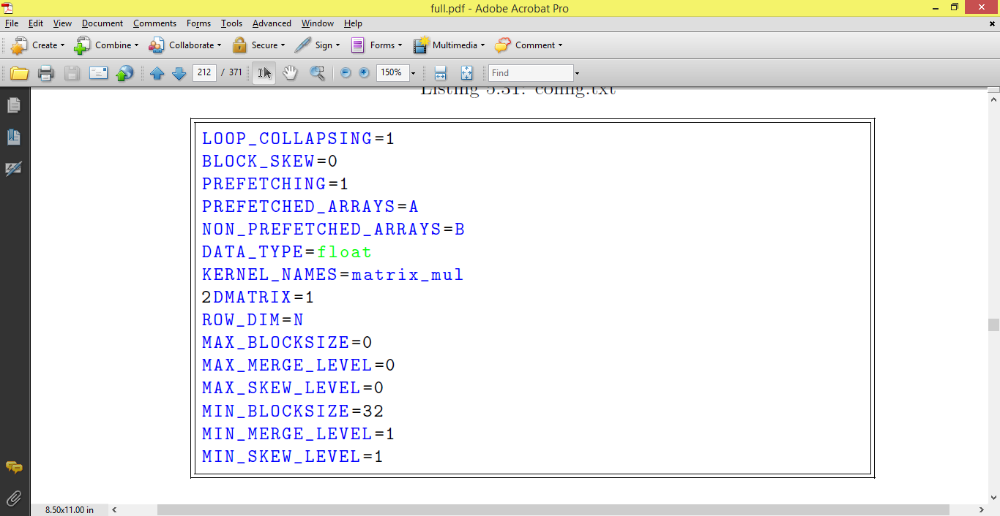 full.pdf - Adobe Acrobat Pro
File Edit View Document Comments Forms Tools Advanced Window Help
Create Combine Collaborate Secure Sign Forms Multimedia Comment
212 / 371 150% Find
Listing 5.31: config.txt
LOOP_COLLAPSING=1
BLOCK_SKEW=0
PREFETCHING=1
PREFETCHED_ARRAYS=A
NON_PREFETCHED_ARRAYS=B
DATA_TYPE=float
KERNEL_NAMES=matrix_mul
2DMATRIX=1
ROW_DIM=N
MAX_BLOCKSIZE=0
MAX_MERGE_LEVEL=0
MAX_SKEW_LEVEL=0
MIN_BLOCKSIZE=32
MIN_MERGE_LEVEL=1
MIN_SKEW_LEVEL=1
8.50x11.00 in